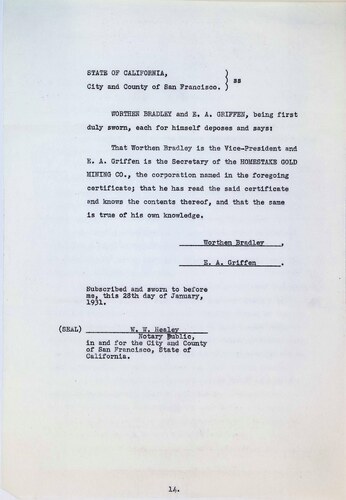 STATE OF CALIFORNIA, )
City and County of San Francisco. ) ss
WORTHEN BRADLEY and E. A. GRIFFEN, being first
duly sworn, each for himself deposes and says:
That Worthen Bradley is the Vice-President and
E. A. Griffen is the Secretary of the HOMESTAKE GOLD
MINING CO., the corporation named in the foregoing
certificate; that he has read the said certificate
and knows the contents thereof, and that the same
is true of his own knowledge.
Worthen Bradley ,
E. A. Griffen .
Subscribed and sworn to before
me, this 28th day of January,
1931.
(SEAL) W. W. Healey
Notary Public,
in and for the City and County
of San Francisco, State of
California.
14.